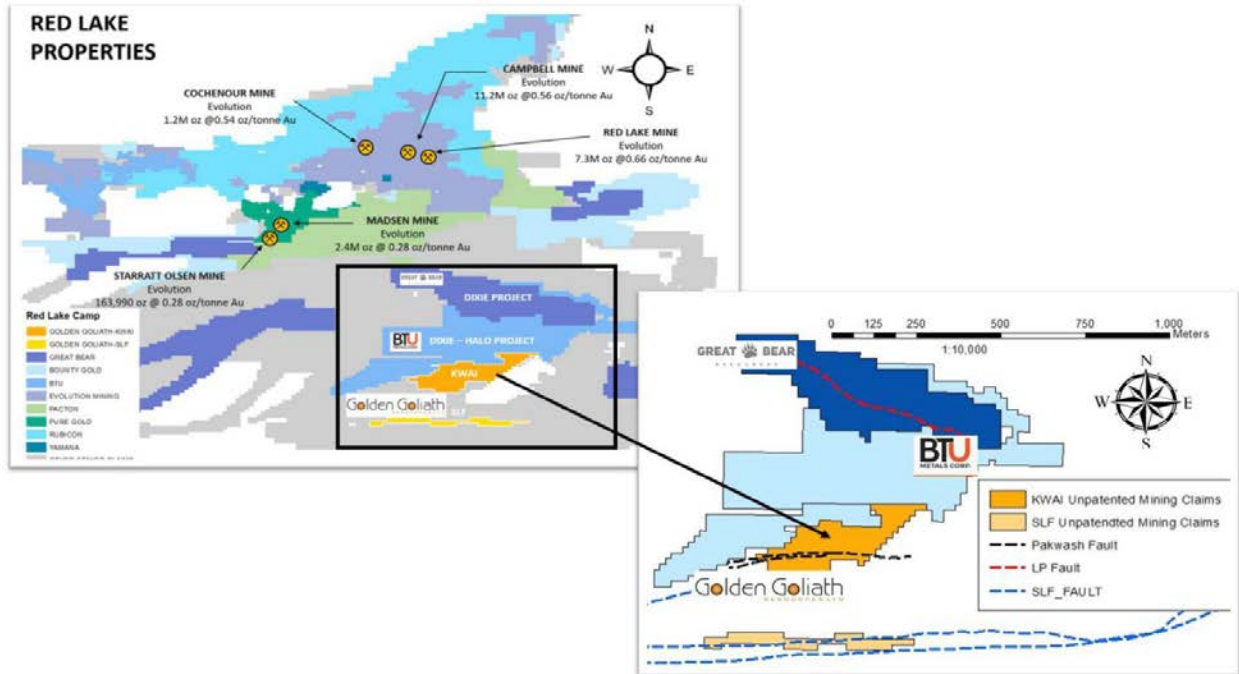 RED LAKE
PROPERTIES
N
W E
S
CAMPBELL MINE
Evolution
11.2M oz @0.56 oz/tonne Au
COCHENOUR MINE
Evolution
1.2M oz @0.54 oz/tonne Au
RED LAKE MINE
Evolution
7.3M oz @0.66 oz/tonne Au
MADSEN MINE
Evolution
2.4M oz @ 0.28 oz/tonne Au
STARRATT OLSEN MINE
Evolution
163,990 oz @ 0.28 oz/tonne Au
GREAT BEAR
DIXIE PROJECT
BTU
DIXIE – HALO PROJECT
KWAI
Golden Goliath
SLF
Red Lake Camp
GOLDEN GOLIATH-KWAI
GOLDEN GOLIATH-SLF
GREAT BEAR
BOUNTY GOLD
BTU
EVOLUTION MINING
PACTON
PURE GOLD
RUBICON
YAMANA
0 125 250 500 750 1,000
Meters
1:10,000
GREAT BEAR
RESOURCES
N
W E
S
BTU
METALS CORP.
KWAI Unpatented Mining Claims
SLF Unpatendted Mining Claims
Pakwash Fault
LP Fault
SLF_FAULT
Golden Goliath
RESOURCES LTD